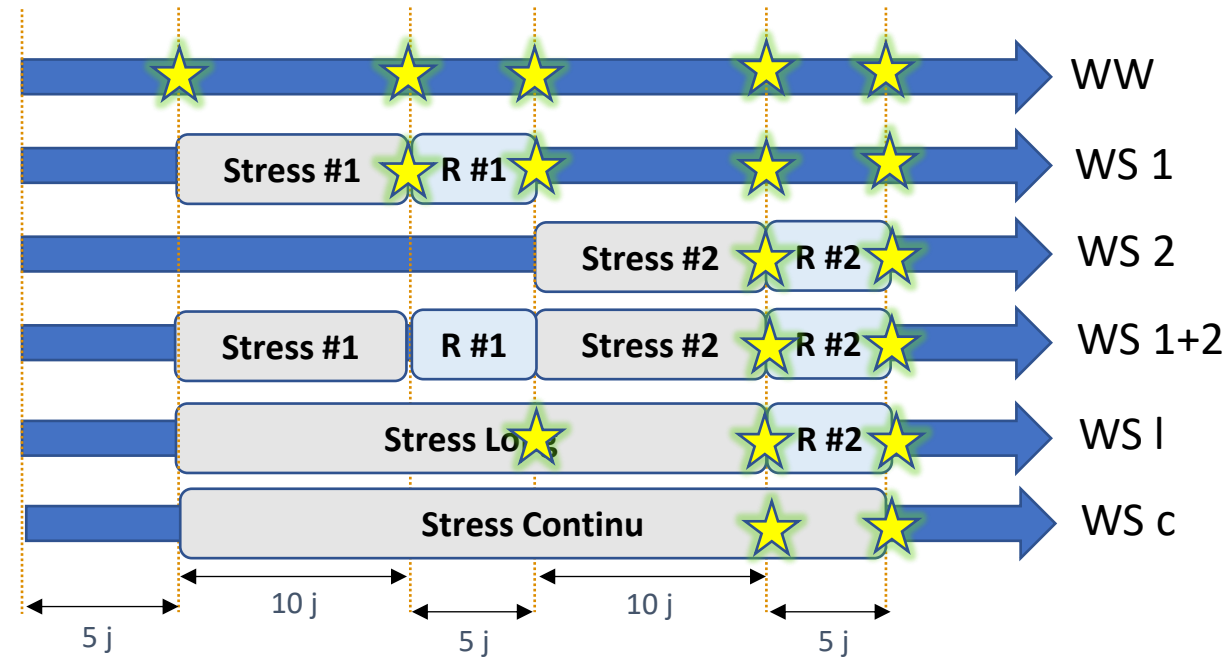 WW
Stress #1 R #1 WS 1
Stress #2 R #2 WS 2
Stress #1 R #1 Stress #2 R #2 WS 1+2
Stress R #2 WS l
Stress Continu WS c
10 j 10 j
5 j 5 j 5 j